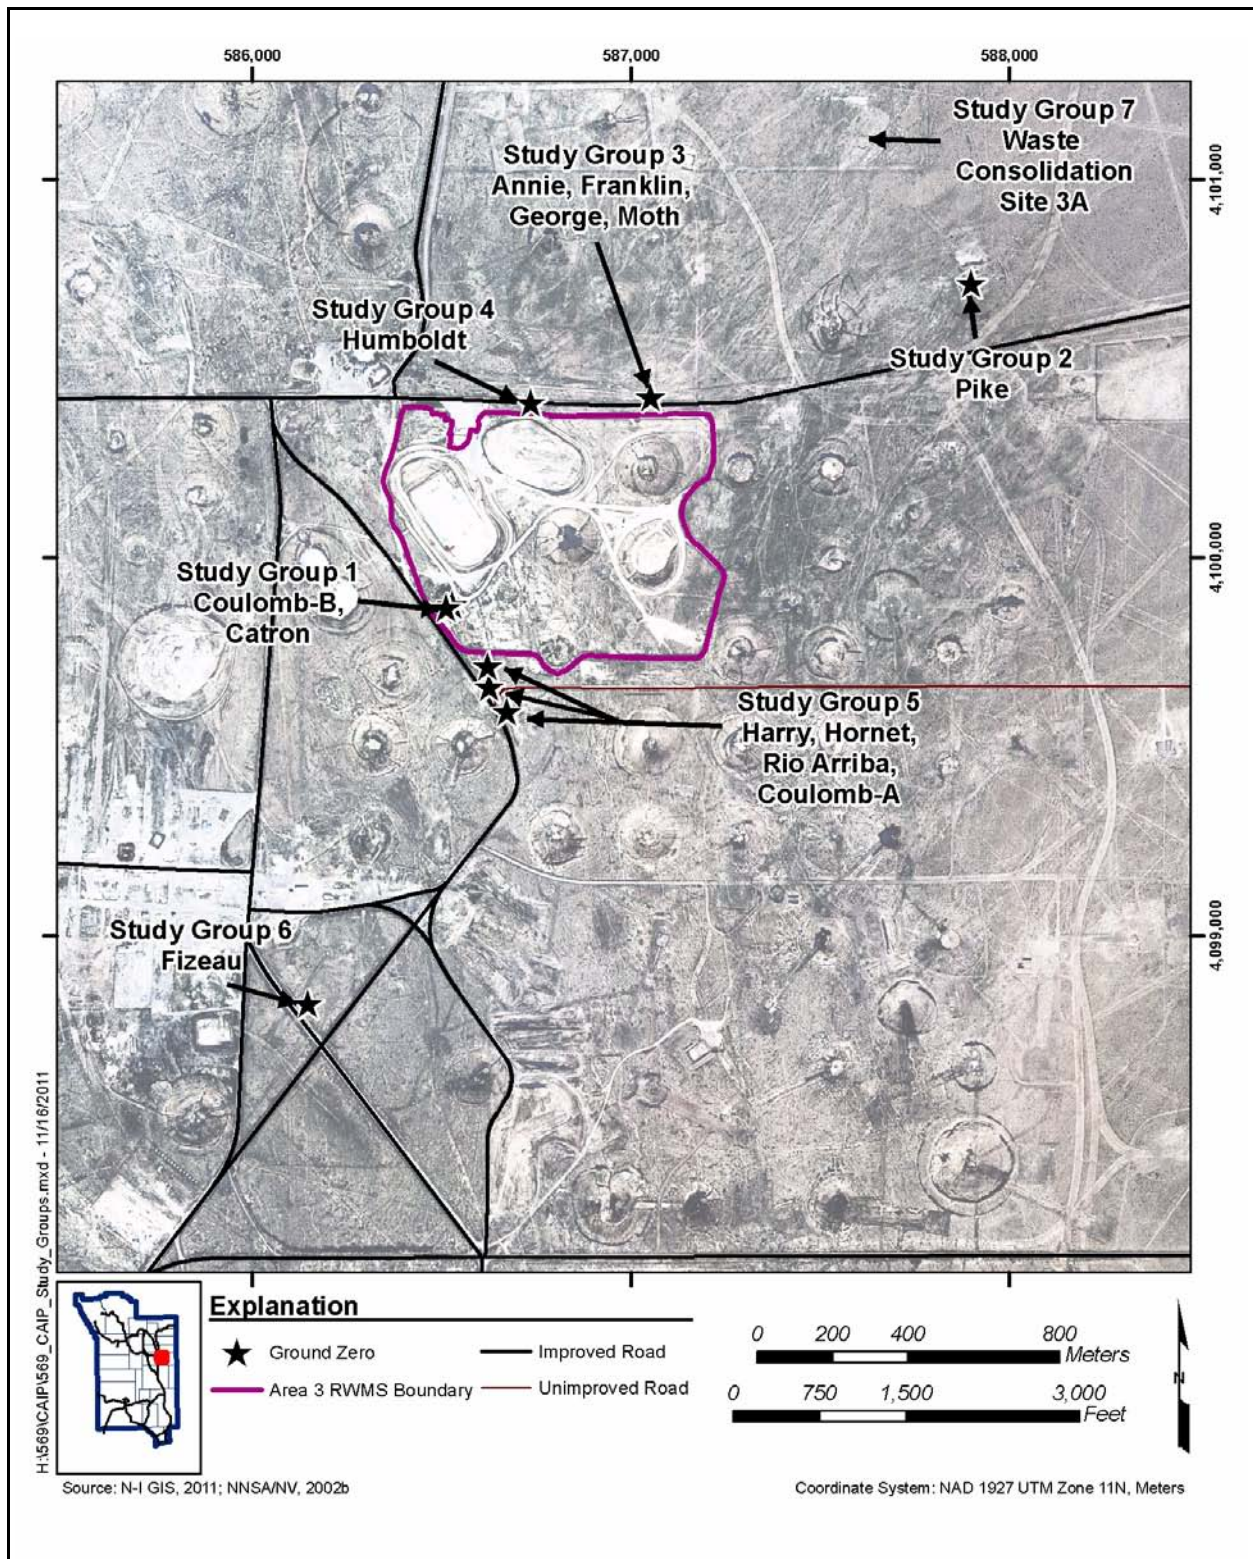 586,000
587,000
588,000
Study Group 7
Waste
Consolidation
Site 3A
Study Group 3
Annie, Franklin,
George, Moth
4,101,000
Study Group 4
Humboldt
Study Group 2
Pike
4,100,000
Study Group 1
Coulomb-B,
Catron
Study Group 5
Harry, Hornet,
Rio Arriba,
Coulomb-A
Study Group 6
Fizeau
4,099,000
H:\569\CAIP\569_CAIP_Study_Groups.mxd - 11/16/2011
Explanation
Ground Zero
Improved Road
Area 3 RWMS Boundary
Unimproved Road
0 200 400 800
Meters
0 750 1,500 3,000
Feet
N
Source: N-I GIS, 2011; NNSA/NV, 2002b
Coordinate System: NAD 1927 UTM Zone 11N, Meters